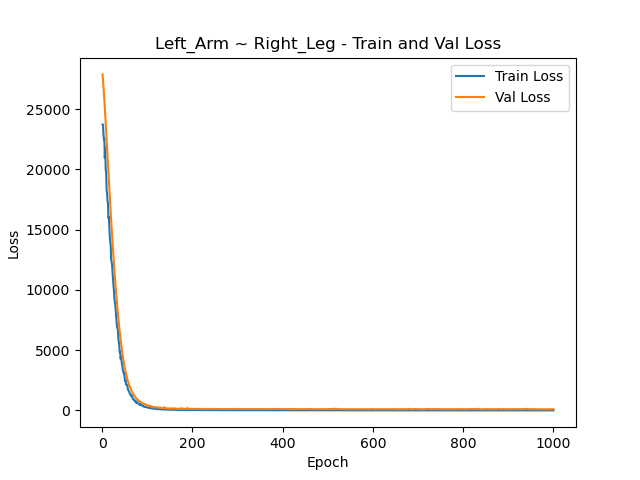 Left_Arm ~ Right_Leg - Train and Val Loss
Train Loss
Val Loss
25000
20000
15000
10000
5000
0
Loss
0 200 400 600 800 1000
Epoch